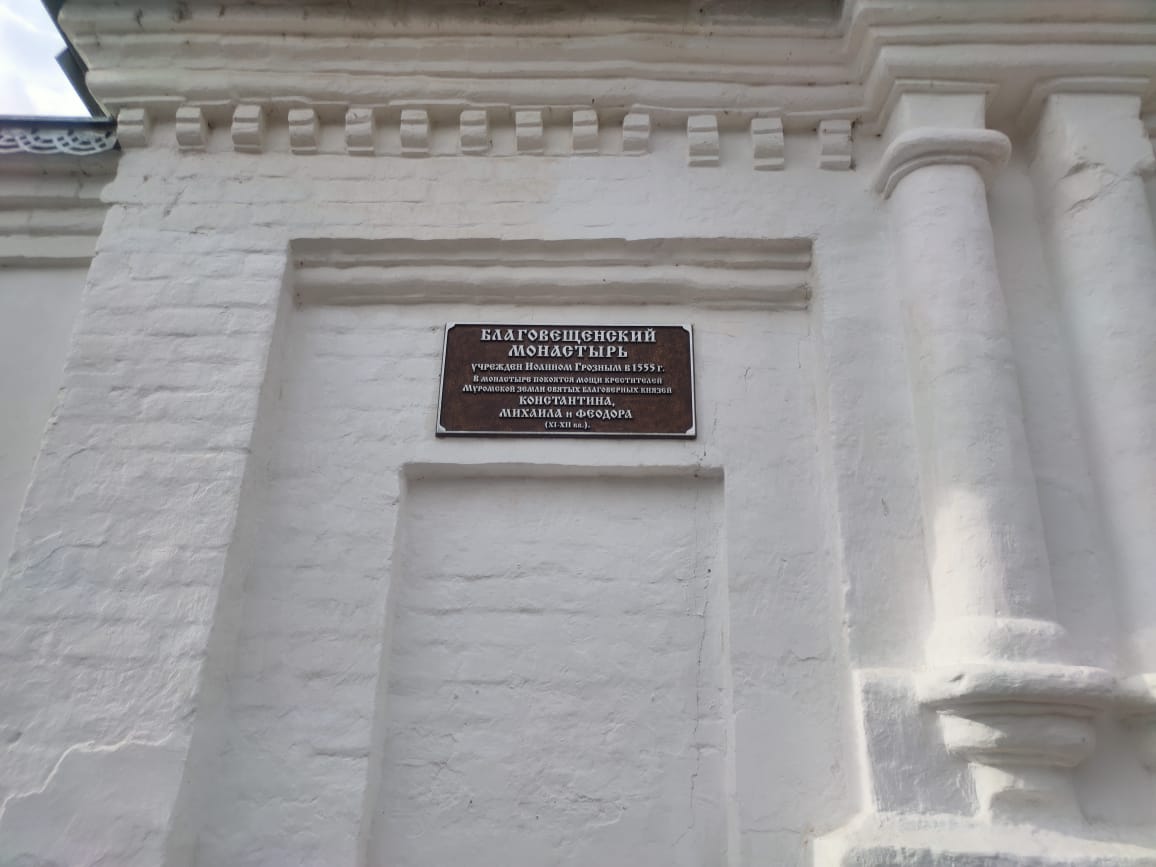 БЛАГОВЕЩЕНСКИЙ
МОНАСТЫРЬ
УЧРЕЖДЕН ИОАННОМ ГРОЗНЫМ В 1555 г.
В МОНАСТЫРЕ ПОКОЯТСЯ МОЩИ КРЕСТИТЕЛЕЙ
МУРОМСКОЙ ЗЕМЛИ СВЯТЫХ БЛАГОВЕРНЫХ КНЯЗЕЙ
КОНСТАНТИНА,
МИХАИЛА и ФЕОДОРА
(XI-XII вв.).